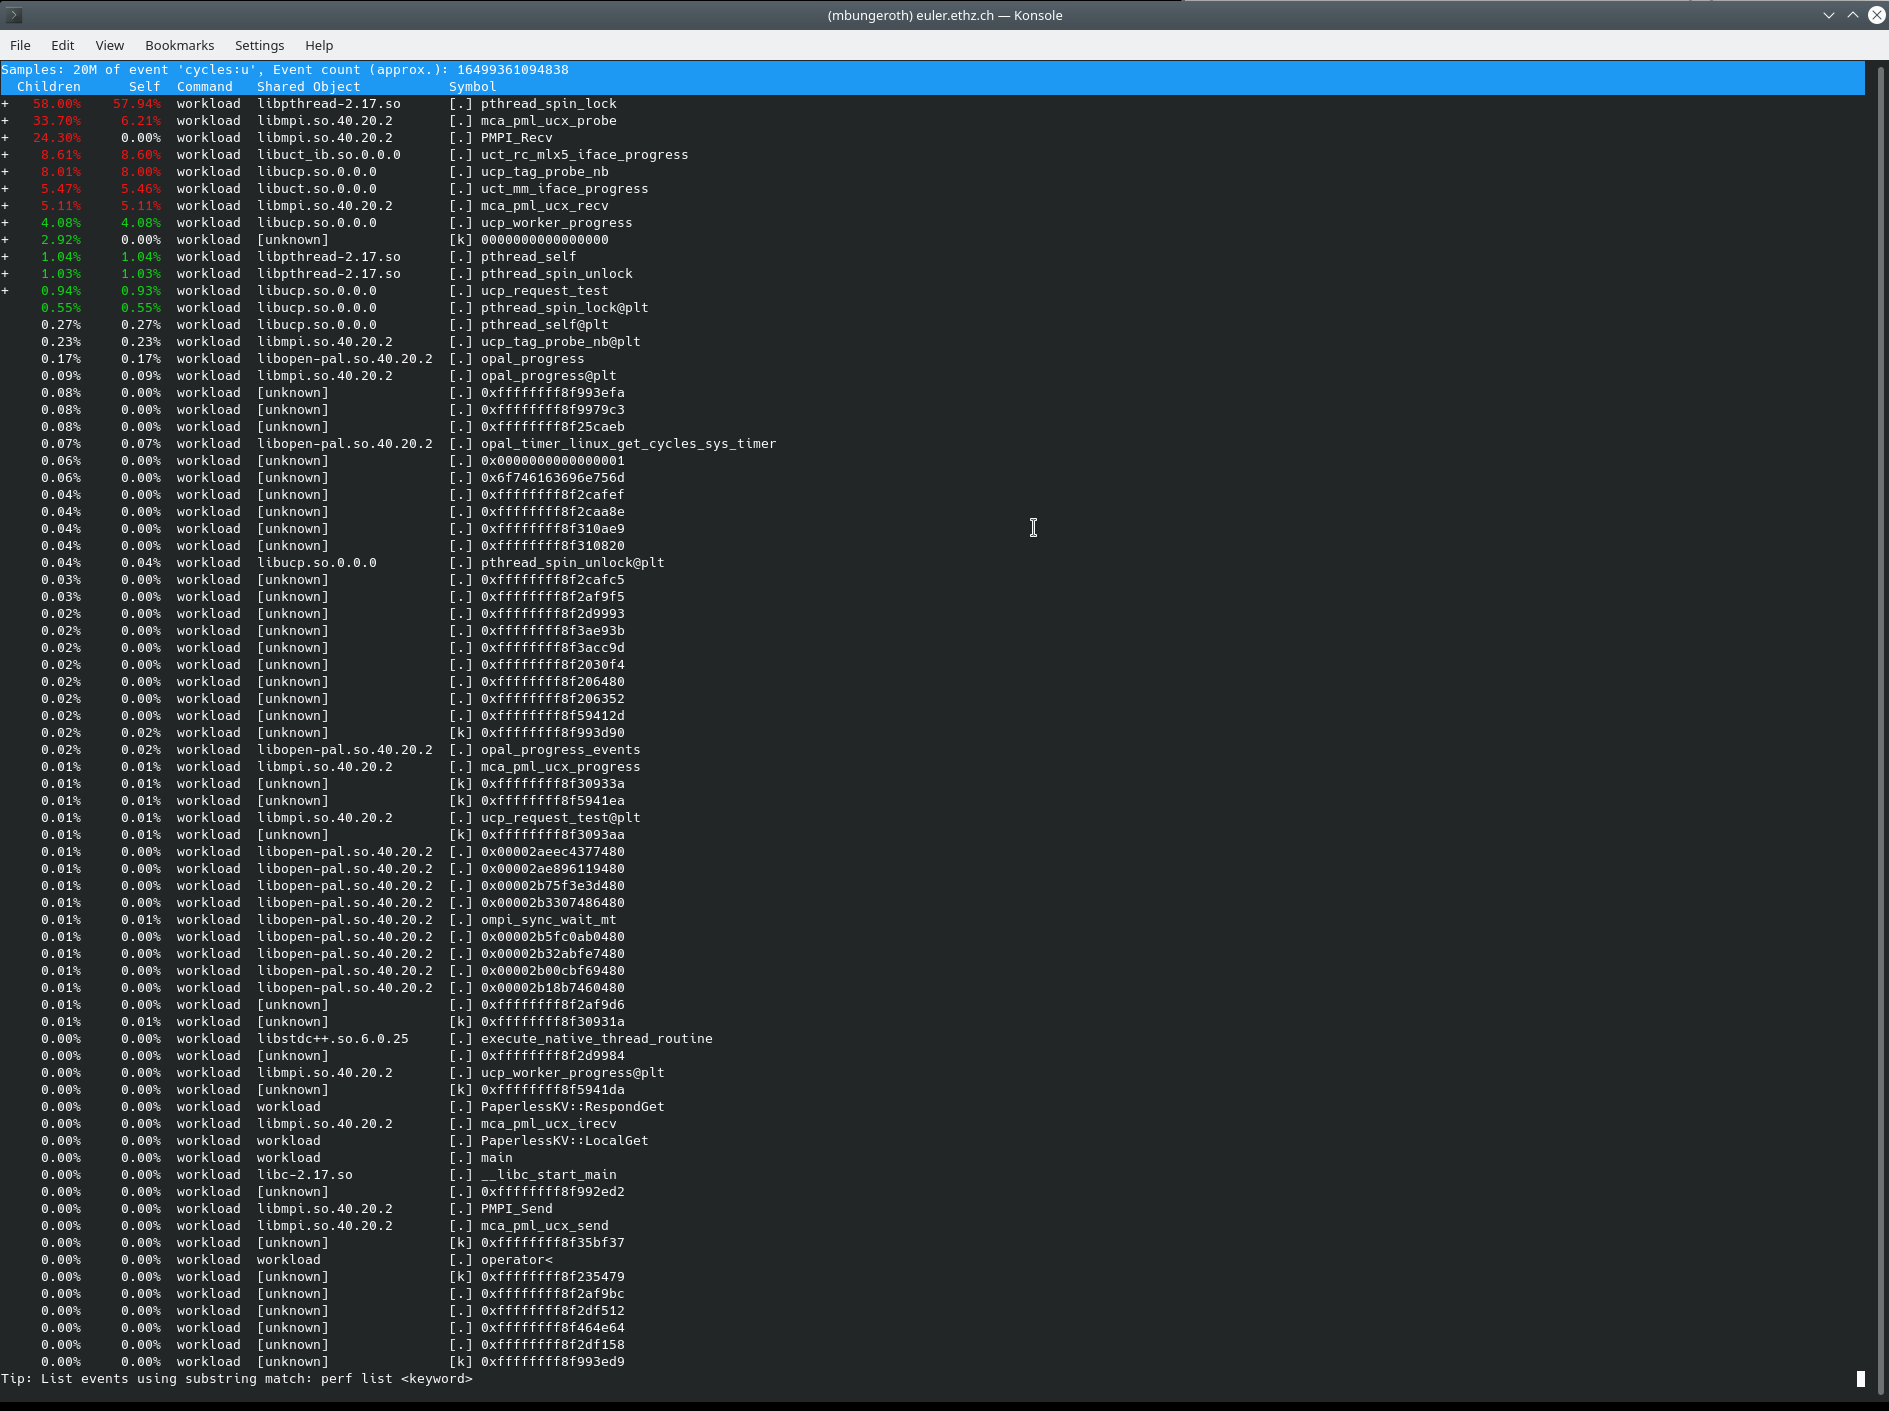 (mbungeroth) euler.ethz.ch — Konsole
File Edit View Bookmarks Settings Help
Samples: 20M of event 'cycles:u', Event count (approx.): 16499361094838
Children Self Command Shared Object Symbol
+ 58.00% 57.94% workload libpthread-2.17.so [.] pthread_spin_lock
+ 33.70% 6.21% workload libmpi.so.40.20.2 [.] mca_pml_ucx_probe
+ 24.30% 0.00% workload libmpi.so.40.20.2 [.] PMPI_Recv
+ 8.61% 8.60% workload libuct_ib.so.0.0.0 [.] uct_rc_mlx5_iface_progress
+ 8.01% 8.00% workload libucp.so.0.0.0 [.] ucp_tag_probe_nb
+ 5.47% 5.46% workload libuct.so.0.0.0 [.] uct_mm_iface_progress
+ 5.11% 5.11% workload libmpi.so.40.20.2 [.] mca_pml_ucx_recv
+ 4.08% 4.08% workload libucp.so.0.0.0 [.] ucp_worker_progress
+ 2.92% 0.00% workload [unknown] [k] 0000000000000000
+ 1.04% 1.04% workload libpthread-2.17.so [.] pthread_self
+ 1.03% 1.03% workload libpthread-2.17.so [.] pthread_spin_unlock
+ 0.94% 0.93% workload libucp.so.0.0.0 [.] ucp_request_test
0.55% 0.55% workload libucp.so.0.0.0 [.] pthread_spin_lock@plt
0.27% 0.27% workload libucp.so.0.0.0 [.] pthread_self@plt
0.23% 0.23% workload libmpi.so.40.20.2 [.] ucp_tag_probe_nb@plt
0.17% 0.17% workload libopen-pal.so.40.20.2 [.] opal_progress
0.09% 0.09% workload libmpi.so.40.20.2 [.] opal_progress@plt
0.08% 0.00% workload [unknown] [.] 0xffffffff8f993efa
0.08% 0.00% workload [unknown] [.] 0xffffffff8f9979c3
0.08% 0.00% workload [unknown] [.] 0xffffffff8f25caeb
0.07% 0.07% workload libopen-pal.so.40.20.2 [.] opal_timer_linux_get_cycles_sys_timer
0.06% 0.00% workload [unknown] [.] 0x0000000000000001
0.06% 0.00% workload [unknown] [.] 0x6f746163696e756d
0.04% 0.00% workload [unknown] [.] 0xffffffff8f2cafef
0.04% 0.00% workload [unknown] [.] 0xffffffff8f2caa8e
0.04% 0.00% workload [unknown] [.] 0xffffffff8f310ae9
0.04% 0.00% workload [unknown] [.] 0xffffffff8f310820
0.04% 0.04% workload libucp.so.0.0.0 [.] pthread_spin_unlock@plt
0.03% 0.00% workload [unknown] [.] 0xffffffff8f2cafc5
0.03% 0.00% workload [unknown] [.] 0xffffffff8f2af9f5
0.02% 0.00% workload [unknown] [.] 0xffffffff8f2d9993
0.02% 0.00% workload [unknown] [.] 0xffffffff8f3ae93b
0.02% 0.00% workload [unknown] [.] 0xffffffff8f3acc9d
0.02% 0.00% workload [unknown] [.] 0xffffffff8f2030f4
0.02% 0.00% workload [unknown] [.] 0xffffffff8f206480
0.02% 0.00% workload [unknown] [.] 0xffffffff8f206352
0.02% 0.00% workload [unknown] [.] 0xffffffff8f59412d
0.02% 0.02% workload [unknown] [k] 0xffffffff8f993d90
0.02% 0.02% workload libopen-pal.so.40.20.2 [.] opal_progress_events
0.01% 0.01% workload libmpi.so.40.20.2 [.] mca_pml_ucx_progress
0.01% 0.01% workload [unknown] [k] 0xffffffff8f30933a
0.01% 0.01% workload [unknown] [k] 0xffffffff8f5941ea
0.01% 0.01% workload libmpi.so.40.20.2 [.] ucp_request_test@plt
0.01% 0.01% workload [unknown] [k] 0xffffffff8f3093aa
0.01% 0.00% workload libopen-pal.so.40.20.2 [.] 0x00002aeec4377480
0.01% 0.00% workload libopen-pal.so.40.20.2 [.] 0x00002ae896119480
0.01% 0.00% workload libopen-pal.so.40.20.2 [.] 0x00002b75f3e3d480
0.01% 0.00% workload libopen-pal.so.40.20.2 [.] 0x00002b3307486480
0.01% 0.01% workload libopen-pal.so.40.20.2 [.] ompi_sync_wait_mt
0.01% 0.00% workload libopen-pal.so.40.20.2 [.] 0x00002b5fc0ab0480
0.01% 0.00% workload libopen-pal.so.40.20.2 [.] 0x00002b32abfe7480
0.01% 0.00% workload libopen-pal.so.40.20.2 [.] 0x00002b00cbf69480
0.01% 0.00% workload libopen-pal.so.40.20.2 [.] 0x00002b18b7460480
0.01% 0.00% workload [unknown] [.] 0xffffffff8f2af9d6
0.01% 0.01% workload [unknown] [k] 0xffffffff8f30931a
0.00% 0.00% workload libstdc++.so.6.0.25 [.] execute_native_thread_routine
0.00% 0.00% workload [unknown] [.] 0xffffffff8f2d9984
0.00% 0.00% workload libmpi.so.40.20.2 [.] ucp_worker_progress@plt
0.00% 0.00% workload [unknown] [k] 0xffffffff8f5941da
0.00% 0.00% workload workload [.] PaperlessKV::RespondGet
0.00% 0.00% workload libmpi.so.40.20.2 [.] mca_pml_ucx_irecv
0.00% 0.00% workload workload [.] PaperlessKV::LocalGet
0.00% 0.00% workload workload [.] main
0.00% 0.00% workload libc-2.17.so [.] __libc_start_main
0.00% 0.00% workload [unknown] [.] 0xffffffff8f992ed2
0.00% 0.00% workload libmpi.so.40.20.2 [.] PMPI_Send
0.00% 0.00% workload libmpi.so.40.20.2 [.] mca_pml_ucx_send
0.00% 0.00% workload [unknown] [k] 0xffffffff8f35bf37
0.00% 0.00% workload workload [.] operator<
0.00% 0.00% workload [unknown] [k] 0xffffffff8f235479
0.00% 0.00% workload [unknown] [.] 0xffffffff8f2af9bc
0.00% 0.00% workload [unknown] [.] 0xffffffff8f2df512
0.00% 0.00% workload [unknown] [.] 0xffffffff8f464e64
0.00% 0.00% workload [unknown] [.] 0xffffffff8f2df158
0.00% 0.00% workload [unknown] [k] 0xffffffff8f993ed9
Tip: List events using substring match: perf list <keyword>